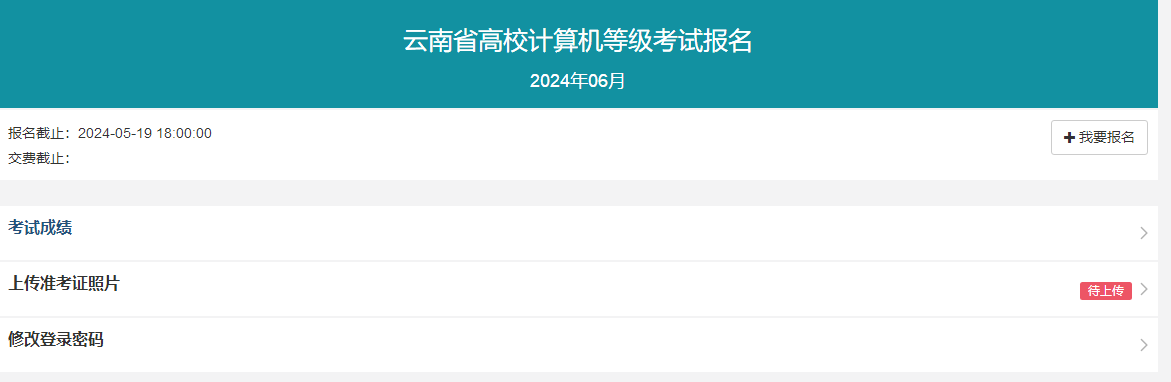 云南省高校计算机等级考试报名
2024年06月
报名截止：2024-05-19 18:00:00
我要报名
交费截止：
考试成绩
上传准考证照片
待上传
修改登录密码